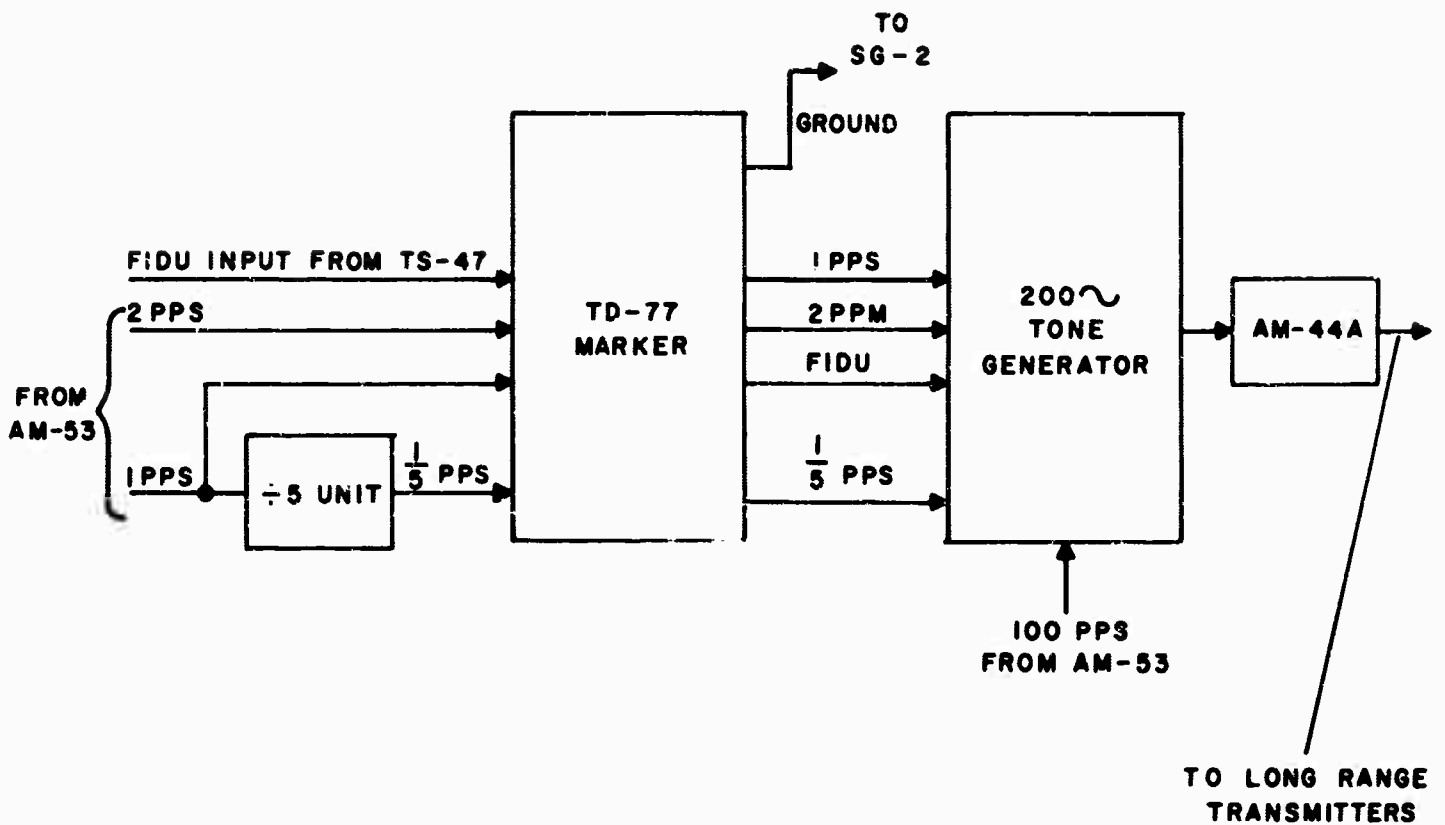 TO
SG-2
GROUND
FIDU INPUT FROM TS-47
2 PPS
FROM
AM-53
1 PPS
÷5 UNIT
1/5 PPS
TD-77
MARKER
1 PPS
2 PPM
FIDU
1/5 PPS
200~
TONE
GENERATOR
AM-44A
100 PPS
FROM AM-53
TO LONG RANGE
TRANSMITTERS